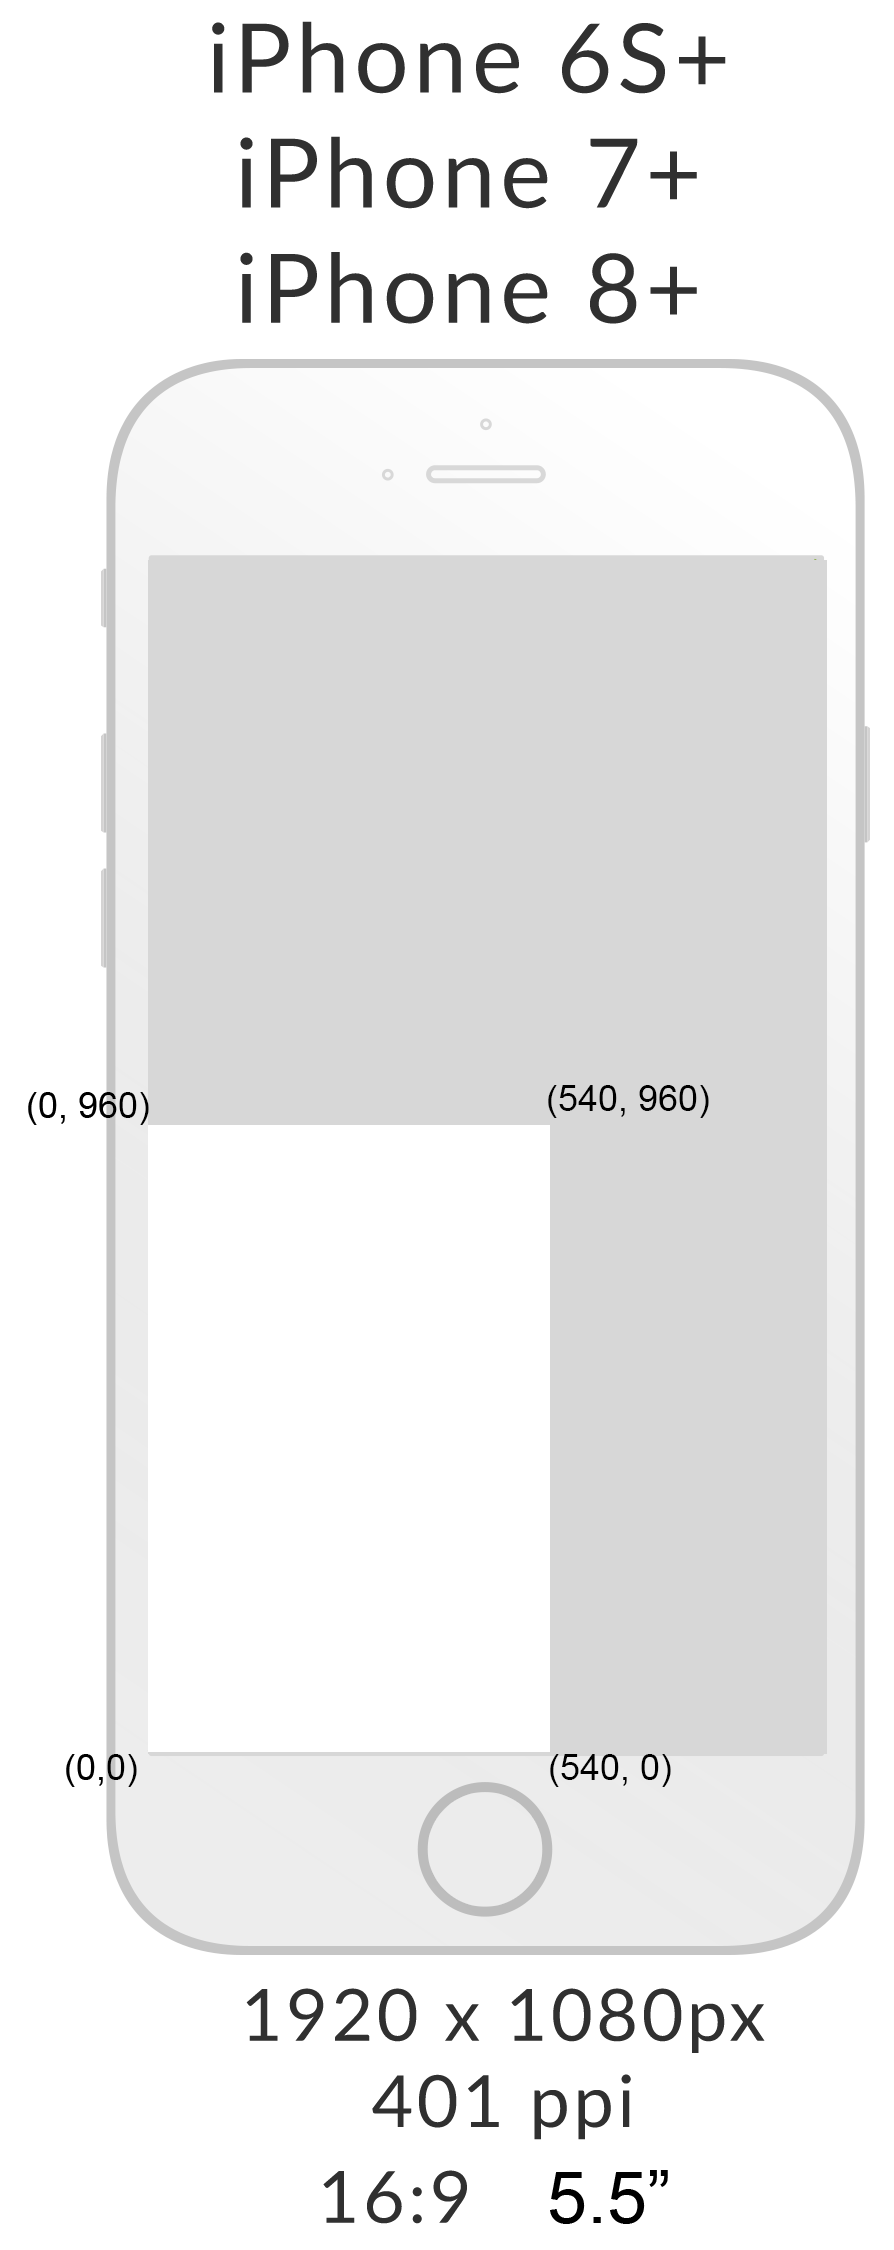 iPhone 6S+
iPhone 7+
iPhone 8+
(0, 960) (540, 960)
(0,0) (540, 0)
1920 x 1080px
401 ppi
16:9 5.5”